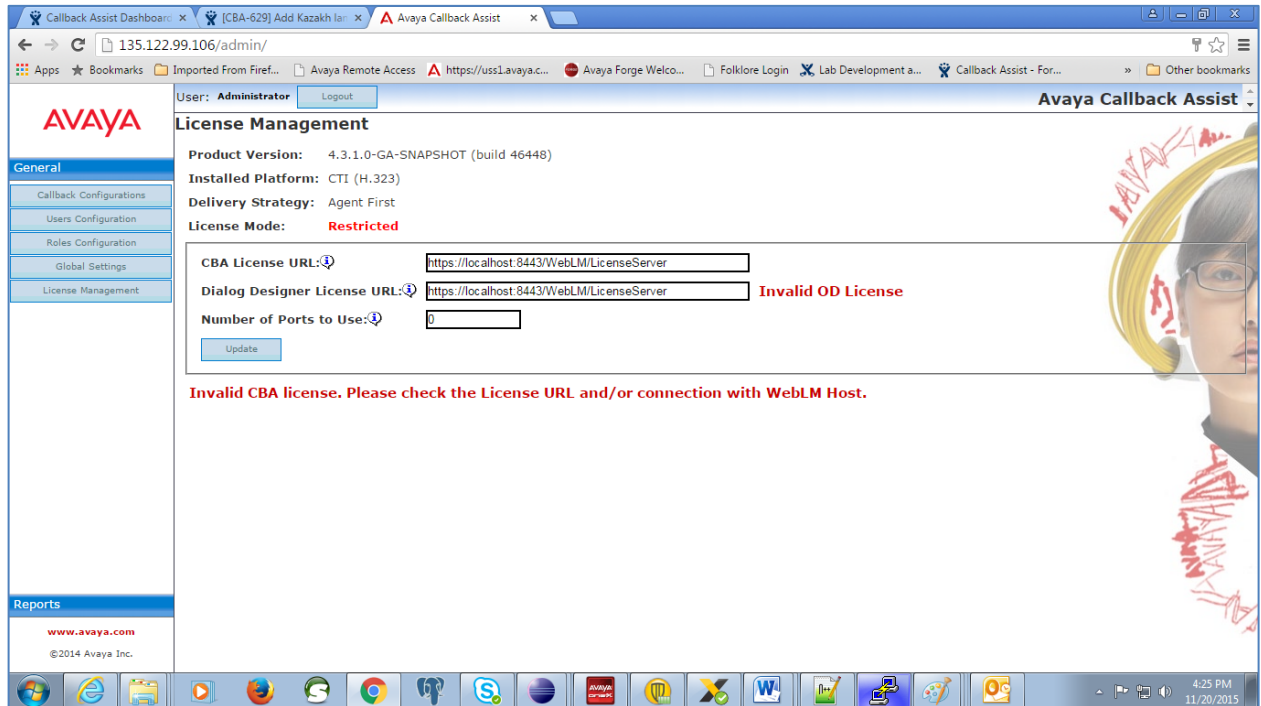 Callback Assist Dashboard
[CBA-629] Add Kazakh lan
Avaya Callback Assist
135.122.99.106/admin/
Apps
Bookmarks
Imported From Firef...
Avaya Remote Access
https://uss1.avaya.c...
Avaya Forge Welco...
Folklore Login
Lab Development a...
Callback Assist - For...
»
Other bookmarks
AVAYA
User: Administrator
Logout
Avaya Callback Assist
General
Callback Configurations
Users Configuration
Roles Configuration
Global Settings
License Management
License Management
Product Version: 4.3.1.0-GA-SNAPSHOT (build 46448)
Installed Platform: CTI (H.323)
Delivery Strategy: Agent First
License Mode: Restricted
CBA License URL: https://localhost:8443/WebLM/LicenseServer
Dialog Designer License URL: https://localhost:8443/WebLM/LicenseServer Invalid OD License
Number of Ports to Use: 0
Update
Invalid CBA license. Please check the License URL and/or connection with WebLM Host.
Reports
www.avaya.com
©2014 Avaya Inc.
AVAYA
4:25 PM
11/20/2015